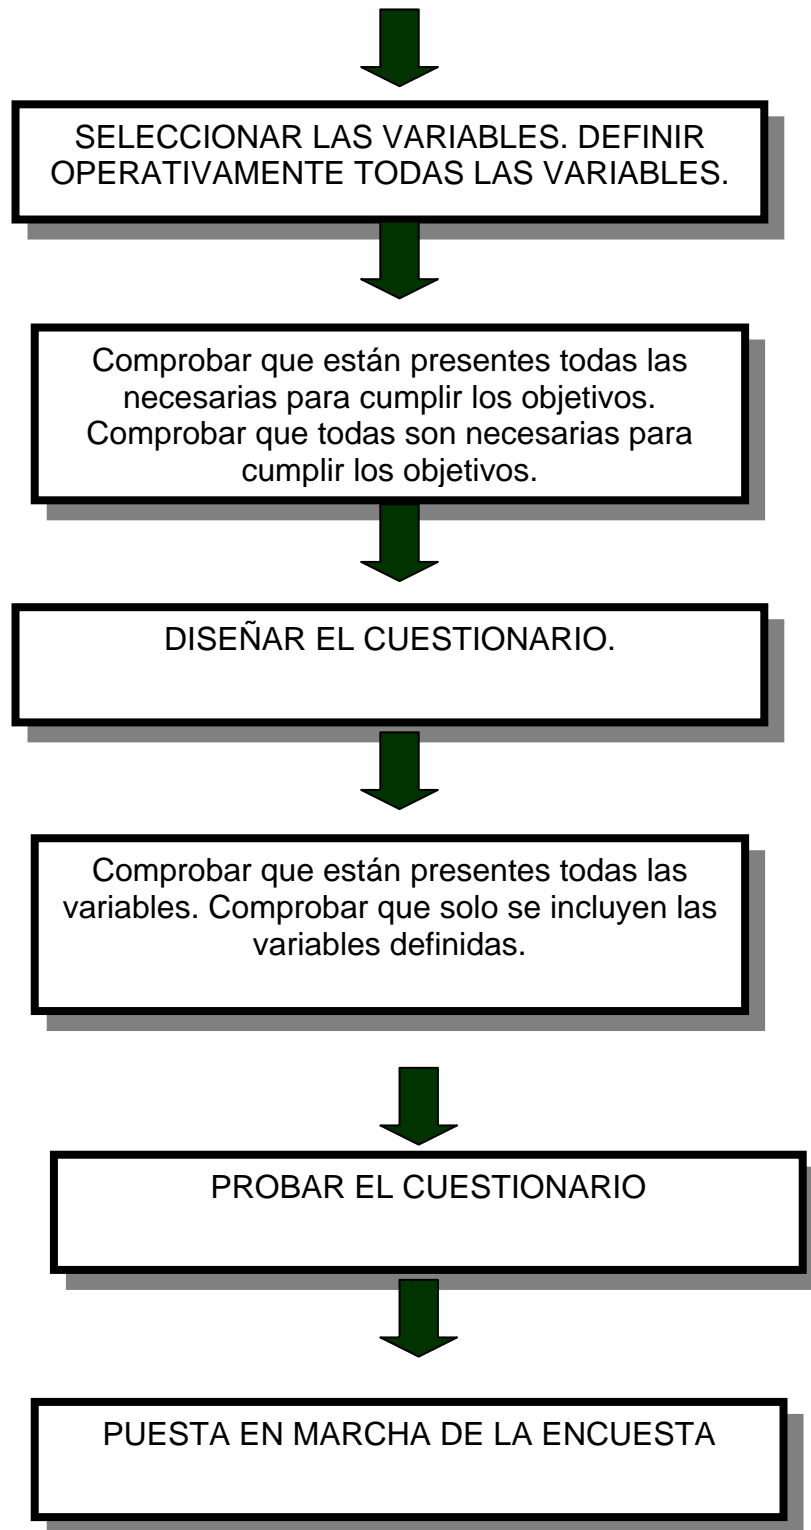 SELECCIONAR LAS VARIABLES. DEFINIR
OPERATIVAMENTE TODAS LAS VARIABLES.
Comprobar que están presentes todas las
necesarias para cumplir los objetivos.
Comprobar que todas son necesarias para
cumplir los objetivos.
DISEÑAR EL CUESTIONARIO.
Comprobar que están presentes todas las
variables. Comprobar que solo se incluyen las
variables definidas.
PROBAR EL CUESTIONARIO
PUESTA EN MARCHA DE LA ENCUESTA